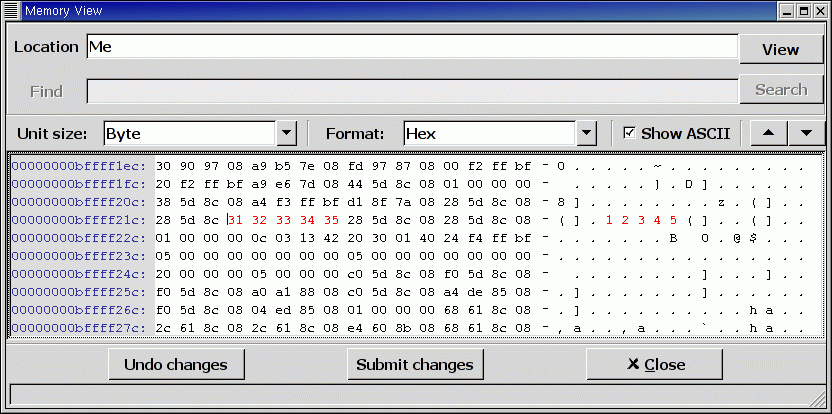 Memory View
Location Me View
Find Search
Unit size: Byte Format: Hex Show ASCII
00000000bffff1ec: 30 90 97 08 a9 b5 7e 08 fd 97 87 08 00 f2 ff bf - 0 . . . . . ~ . . . . . . . . .
00000000bffff1fc: 20 f2 ff bf a9 e6 7d 08 44 5d 8c 08 01 00 00 00 -   . . . . . } . D ] . . . . . .
00000000bffff20c: 38 5d 8c 08 a4 f3 ff bf d1 8f 7a 08 28 5d 8c 08 - 8 ] . . . . . . . . z . ( ] . .
00000000bffff21c: 28 5d 8c 31 32 33 34 35 28 5d 8c 08 28 5d 8c 08 - ( ] . 1 2 3 4 5 ( ] . . ( ] . .
00000000bffff22c: 01 00 00 00 0c 03 13 42 20 30 01 40 24 f4 ff bf - . . . . . . . B   0 . @ $ . . .
00000000bffff23c: 05 00 00 00 00 00 00 00 05 00 00 00 00 00 00 00 - . . . . . . . . . . . . . . . .
00000000bffff24c: 20 00 00 00 05 00 00 00 c0 5d 8c 08 f0 5d 8c 08 -   . . . . . . . . ] . . . ] . .
00000000bffff25c: f0 5d 8c 08 a0 a1 88 08 c0 5d 8c 08 a4 de 85 08 - . ] . . . . . . . ] . . . . . .
00000000bffff26c: f0 5d 8c 08 04 ed 85 08 01 00 00 00 68 61 8c 08 - . ] . . . . . . . . . . h a . .
00000000bffff27c: 2c 61 8c 08 2c 61 8c 08 e4 60 8b 08 68 61 8c 08 - , a . . , a . . . ` . . h a . .
Undo changes Submit changes Close